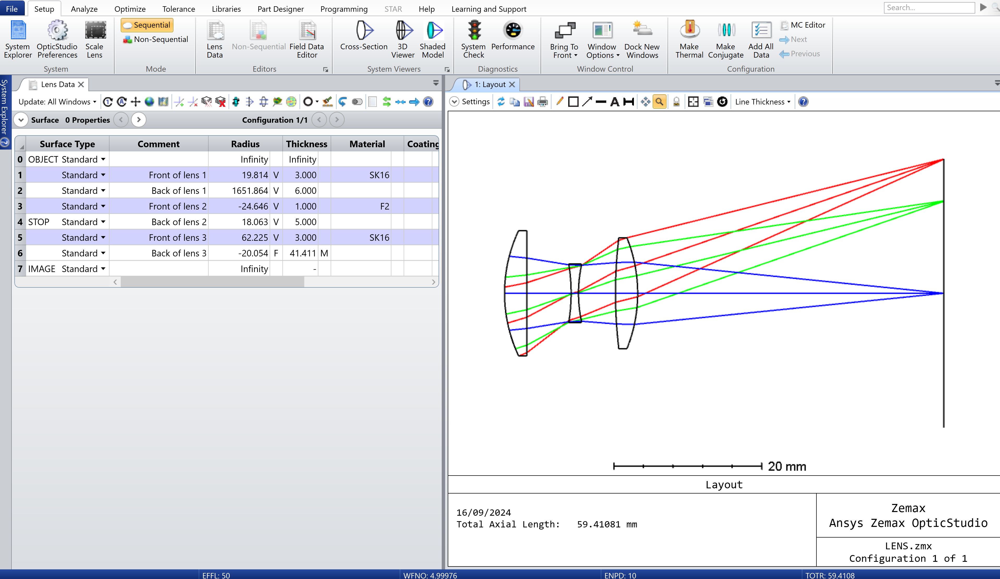 File Setup Analyze Optimize Tolerance Libraries Part Designer Programming STAR Help Learning and Support Search...
System Explorer
OpticStudio Preferences
Scale Lens
System
Sequential
Non-Sequential
Mode
Lens Data
Non-Sequential
Field Data Editor
Editors
Cross-Section
3D Viewer
Shaded Model
System Viewers
System Check
Performance
Diagnostics
Bring To Front
Window Options
Dock New Windows
Window Control
Make Thermal
Make Conjugate
Add All Data
MC Editor
Next
Previous
Configuration
System Explorer
Lens Data
Update: All Windows
Surface 0 Properties Configuration 1/1
Surface Type Comment Radius Thickness Material Coating
0 OBJECT Standard Infinity Infinity
1 Standard Front of lens 1 19.814 V 3.000 SK16
2 Standard Back of lens 1 1651.864 V 6.000
3 Standard Front of lens 2 -24.646 V 1.000 F2
4 STOP Standard Back of lens 2 18.063 V 5.000
5 Standard Front of lens 3 62.225 V 3.000 SK16
6 Standard Back of lens 3 -20.054 F 41.411 M
7 IMAGE Standard Infinity -
1: Layout
Settings A Line Thickness
20 mm
Layout
16/09/2024
Total Axial Length: 59.41081 mm
Zemax
Ansys Zemax OpticStudio
LENS.zmx
Configuration 1 of 1
EFFL: 50 WFNO: 4.99976 ENPD: 10 TOTR: 59.4108